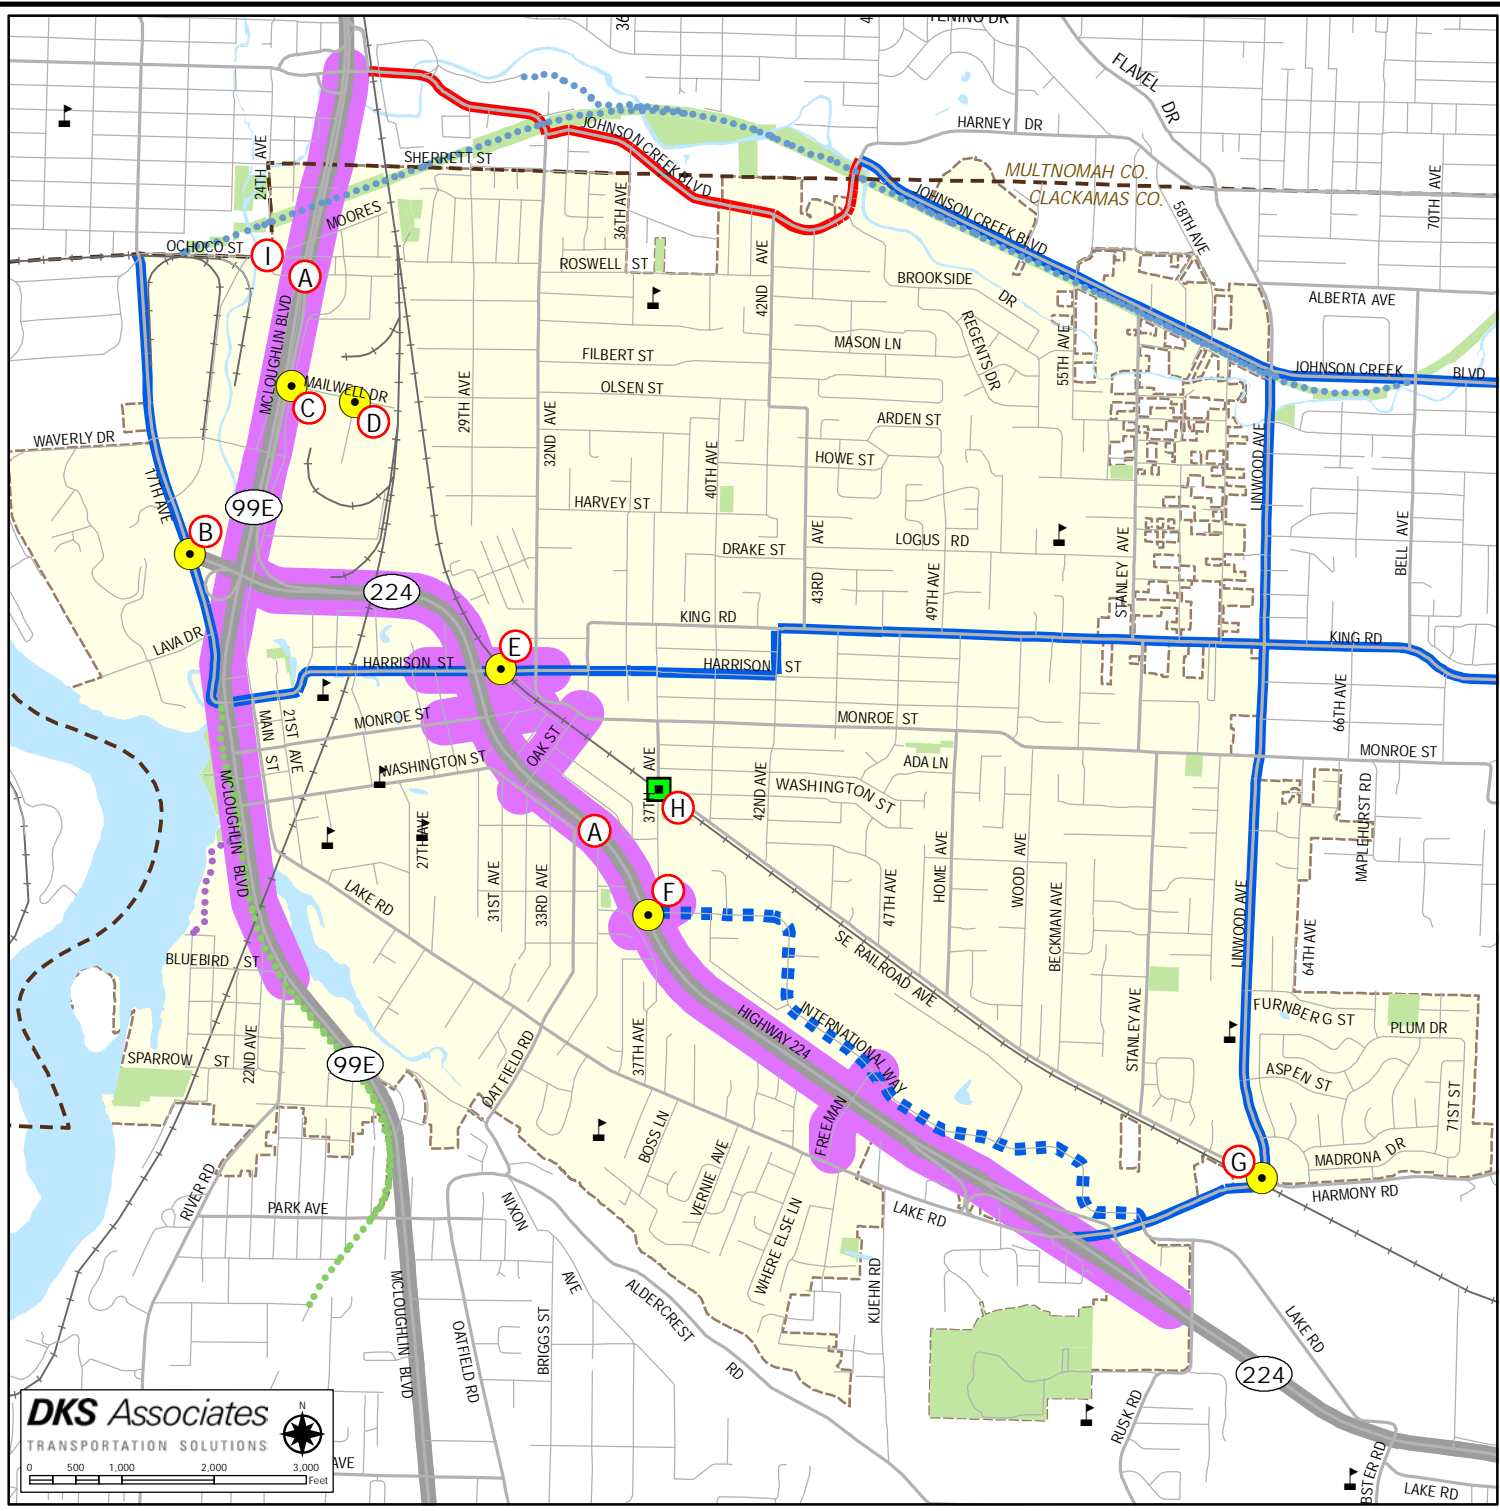 TENINO DR
FLAVEL DR
HARNEY DR
24TH AVE
SHERRETT ST
JOHNSON CREEK BLVD
MULTNOMAH CO.
CLACKAMAS CO.
JOHNSON CREEK BLVD
58TH AVE
70TH AVE
MOORES
36TH AVE
OCHOCO ST
I
A
ROSWELL ST
42ND AVE
BROOKSIDE DR
ALBERTA AVE
MCLOUGHLIN BLVD
REGENTS DR
MASON LN
55TH AVE
FILBERT ST
OLSEN ST
JOHNSON CREEK BLVD
MAILWELL DR
C
D
29TH AVE
32ND AVE
ARDEN ST
WAVERLY DR
HOWE ST
40TH AVE
LINWOOD AVE
17TH AVE
99E
HARVEY ST
B
DRAKE ST
43RD AVE
LOGUS RD
STANLEY AVE
BELL AVE
49TH AVE
224
KING RD
KING RD
LAVA DR
HARRISON ST
E
HARRISON ST
66TH AVE
MAIN ST
21ST AVE
MONROE ST
MONROE ST
MONROE ST
OAK ST
WASHINGTON ST
37TH AVE
H
42ND AVE
WASHINGTON ST
ADA LN
MCLOUGHLIN BLVD
MAPLEHURST RD
27TH AVE
A
HOME AVE
WOOD AVE
LAKE RD
31ST AVE
33RD AVE
F
47TH AVE
BECKMAN AVE
LINWOOD AVE
64TH AVE
BLUEBIRD ST
SE RAILROAD AVE
FURNBERG ST
PLUM DR
SPARROW ST
22ND AVE
99E
OATFIELD RD
37TH AVE
HIGHWAY 224
INTERNATIONAL WAY
STANLEY AVE
ASPEN ST
71ST ST
FREEMAN
BOSS LN
VERNIE AVE
G
MADRONA DR
HARMONY RD
RIVER RD
PARK AVE
NIXON AVE
LAKE RD
WHERE ELSE LN
KUEHN RD
MCLOUGHLIN BLVD
OATFIELD RD
BRIGGS ST
ALDERCREST RD
LAKE RD
224
RUSK RD
BSTER RD
LAKE RD
AVE
DKS Associates
TRANSPORTATION SOLUTIONS
N
0 500 1,000 2,000 3,000
Feet